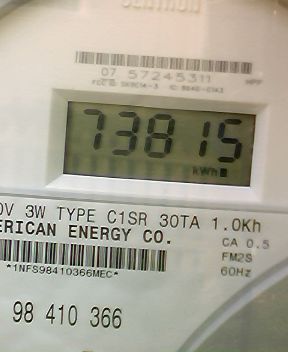 CENTRON
07 57245311
73815
kWh
0V 3W TYPE C1SR 30TA 1.0Kh
ERICAN ENERGY CO.
CA 0.5
FM2S
*1NFS98410366MEC*
60Hz
98 410 366